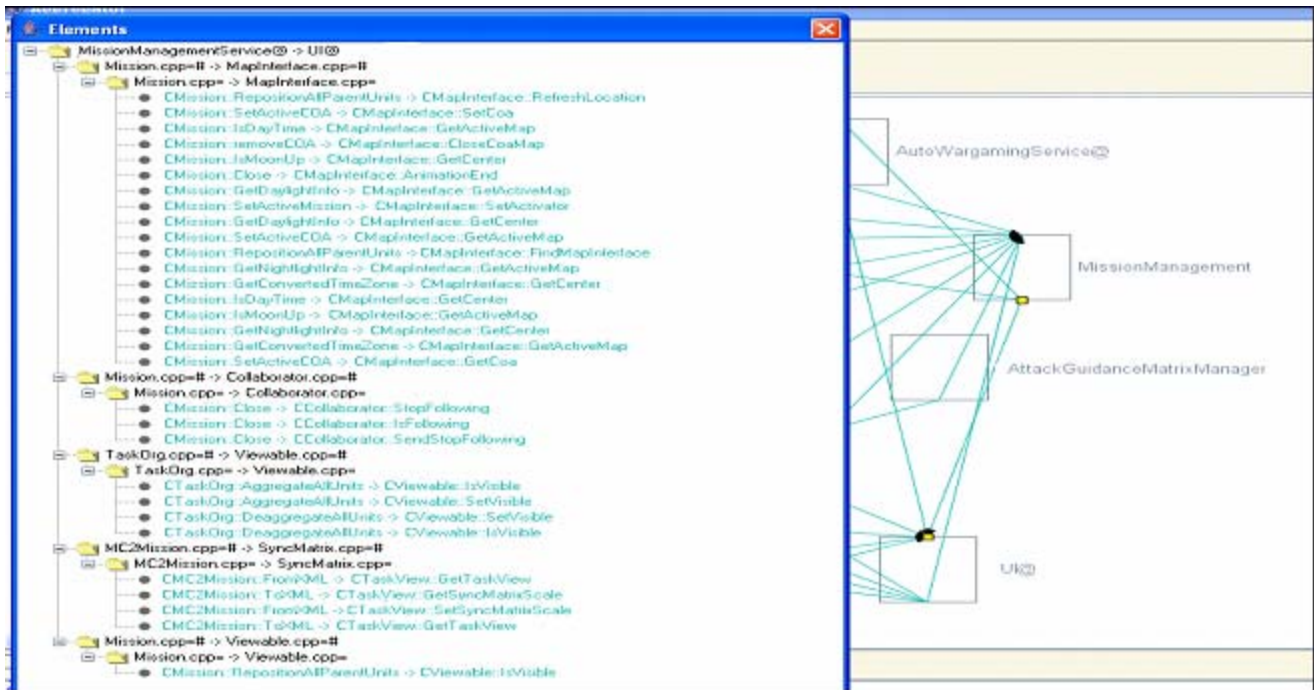 Aggregator
Elements
MissionManagementService@ -> UI@
Mission.cpp=# -> MapInterface.cpp=#
Mission.cpp= -> MapInterface.cpp=
CMission::RepositionAllParentUnits -> CMapInterface::RefreshLocation
CMission::SetActiveCOA -> CMapInterface::SetCoa
CMission::IsDayTime -> CMapInterface::GetActiveMap
CMission::removeCOA -> CMapInterface::CloseCoaMap
CMission::IsMoonUp -> CMapInterface::GetCenter
CMission::Close -> CMapInterface::AnimationEnd
CMission::GetDaylightInfo -> CMapInterface::GetActiveMap
CMission::SetActiveMission -> CMapInterface::SetActivator
CMission::GetDaylightInfo -> CMapInterface::GetCenter
CMission::SetActiveCOA -> CMapInterface::GetActiveMap
CMission::RepositionAllParentUnits -> CMapInterface::FindMapInterface
CMission::GetNightlightInfo -> CMapInterface::GetActiveMap
CMission::GetConvertedTimeZone -> CMapInterface::GetCenter
CMission::IsDayTime -> CMapInterface::GetCenter
CMission::IsMoonUp -> CMapInterface::GetActiveMap
CMission::GetNightlightInfo -> CMapInterface::GetCenter
CMission::GetConvertedTimeZone -> CMapInterface::GetActiveMap
CMission::SetActiveCOA -> CMapInterface::GetCoa
Mission.cpp=# -> Collaborator.cpp=#
Mission.cpp= -> Collaborator.cpp=
CMission::Close -> CCollaborator::StopFollowing
CMission::Close -> CCollaborator::IsFollowing
CMission::Close -> CCollaborator::SendStopFollowing
TaskOrg.cpp=# -> Viewable.cpp=#
TaskOrg.cpp= -> Viewable.cpp=
CTaskOrg::AggregateAllUnits -> CViewable::IsVisible
CTaskOrg::AggregateAllUnits -> CViewable::SetVisible
CTaskOrg::DeaggregateAllUnits -> CViewable::SetVisible
CTaskOrg::DeaggregateAllUnits -> CViewable::IsVisible
MC2Mission.cpp=# -> SyncMatrix.cpp=#
MC2Mission.cpp= -> SyncMatrix.cpp=
CMC2Mission::FromXML -> CTaskView::GetTaskView
CMC2Mission::ToXML -> CTaskView::GetSyncMatrixScale
CMC2Mission::FromXML -> CTaskView::SetSyncMatrixScale
CMC2Mission::ToXML -> CTaskView::GetTaskView
Mission.cpp=# -> Viewable.cpp=#
Mission.cpp= -> Viewable.cpp=
CMission::RepositionAllParentUnits -> CViewable::IsVisible
AutoWargamingService@
MissionManagement
AttackGuidanceMatrixManager
UI@